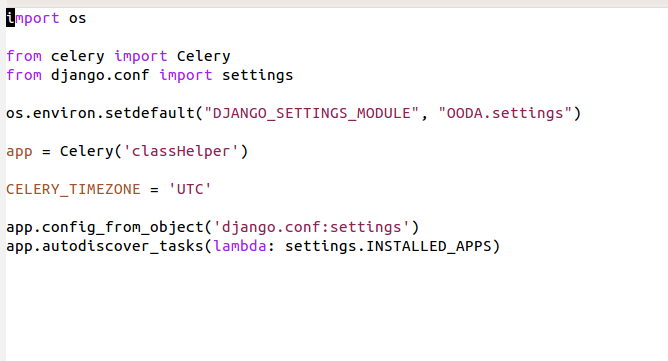 import os
from celery import Celery
from django.conf import settings
os.environ.setdefault("DJANGO_SETTINGS_MODULE", "OODA.settings")
app = Celery('classHelper')
CELERY_TIMEZONE = 'UTC'
app.config_from_object('django.conf:settings')
app.autodiscover_tasks(lambda: settings.INSTALLED_APPS)